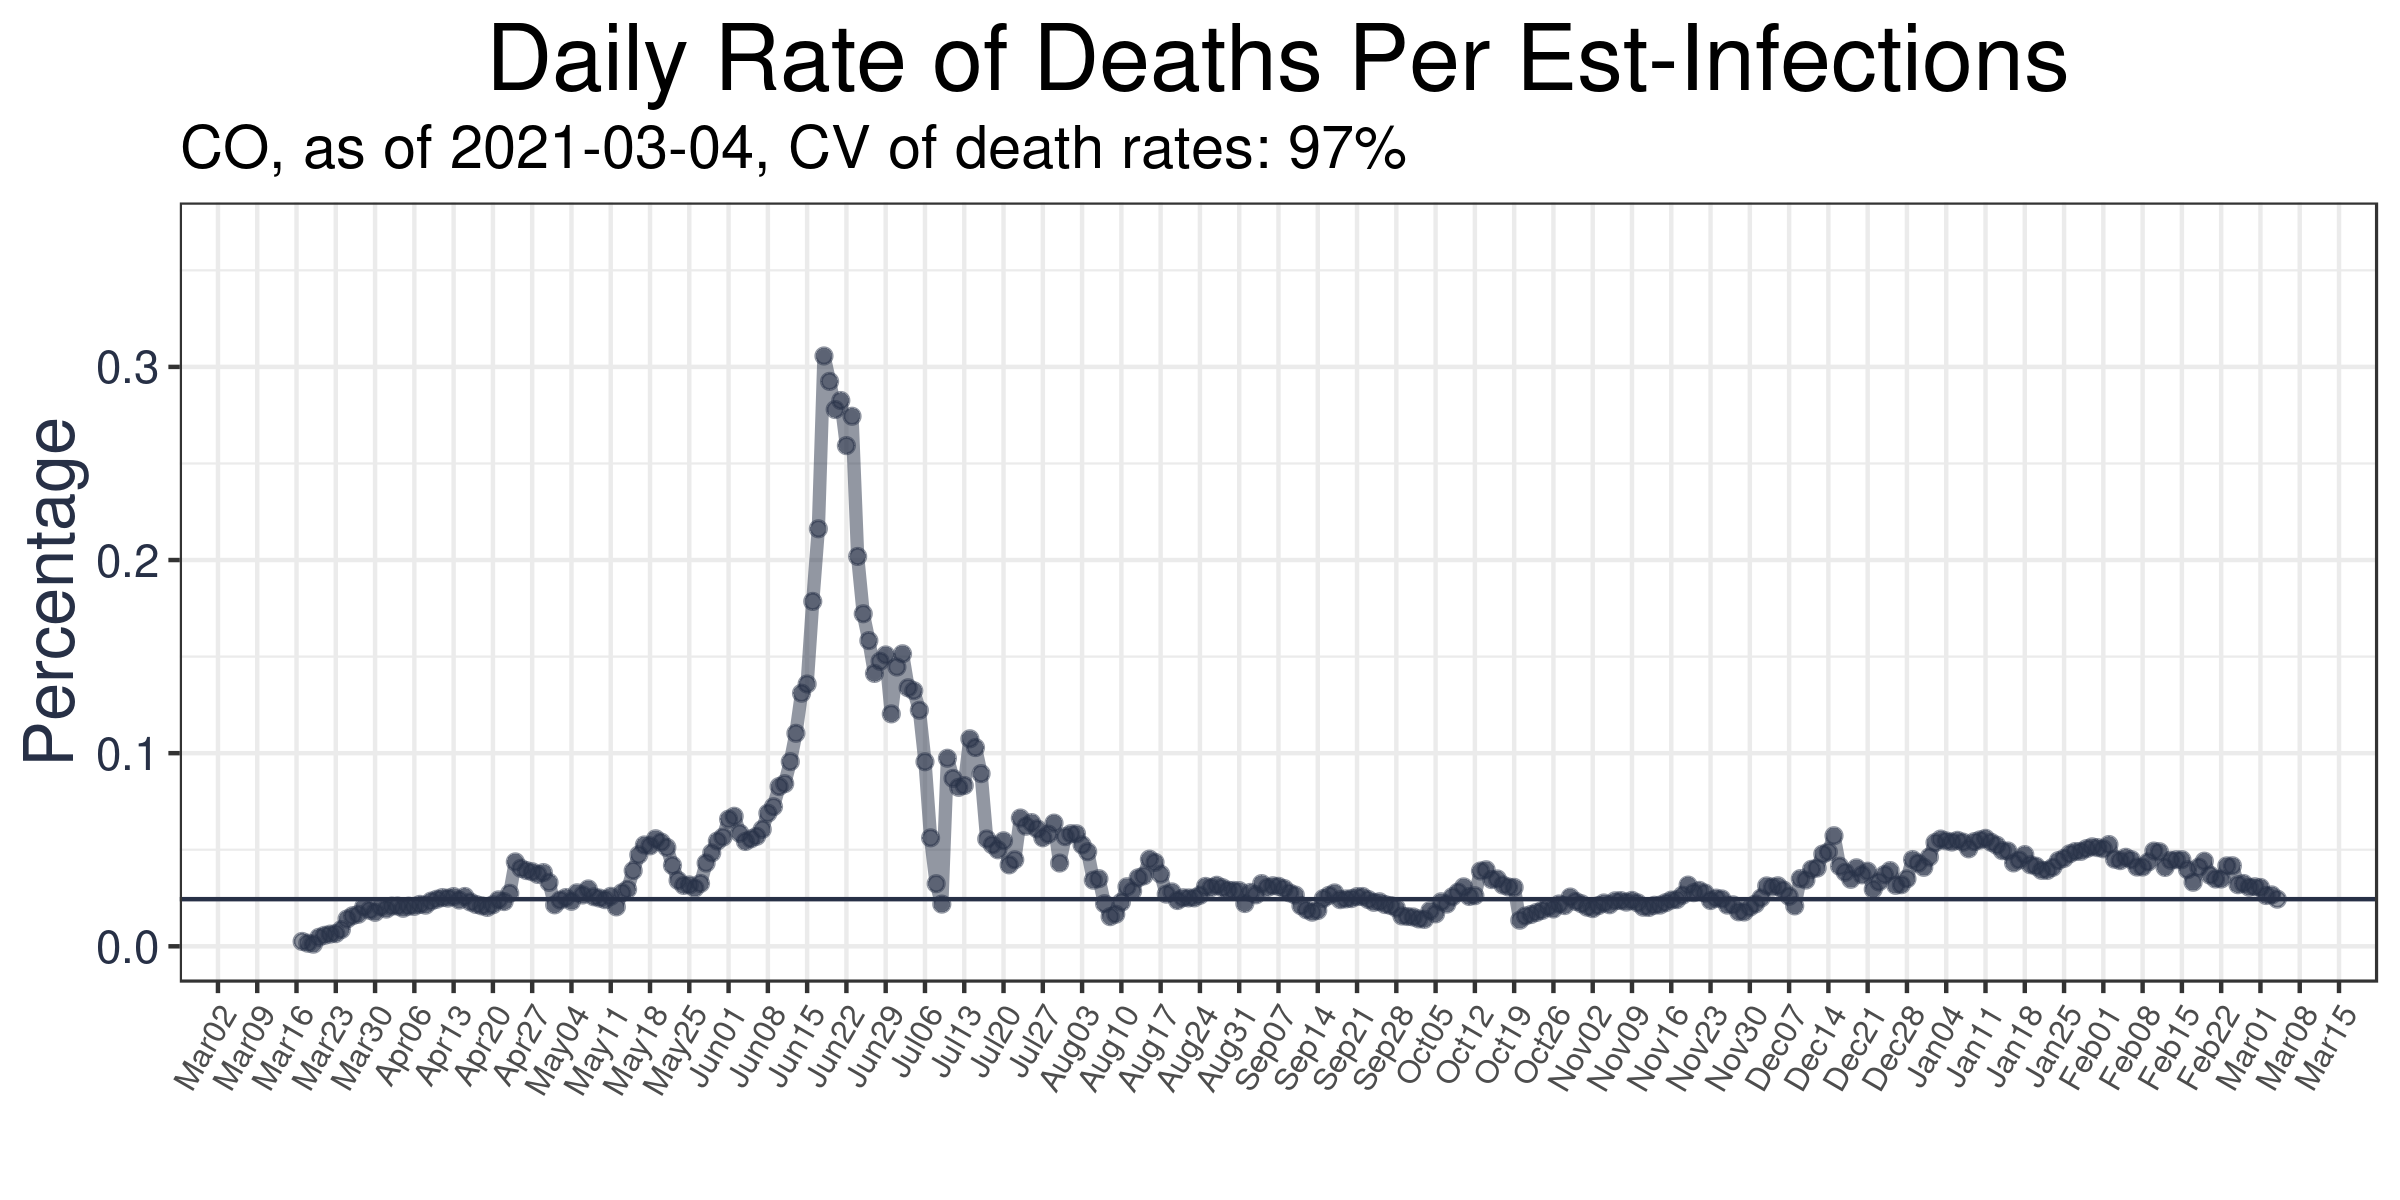 Daily Rate of Deaths Per Est-Infections
CO, as of 2021-03-04, CV of death rates: 97%
Percentage
0.3
0.2
0.1
0.0
Mar02
Mar09
Mar16
Mar23
Mar30
Apr06
Apr13
Apr20
Apr27
May04
May11
May18
May25
Jun01
Jun08
Jun15
Jun22
Jun29
Jul06
Jul13
Jul20
Jul27
Aug03
Aug10
Aug17
Aug24
Aug31
Sep07
Sep14
Sep21
Sep28
Oct05
Oct12
Oct19
Oct26
Nov02
Nov09
Nov16
Nov23
Nov30
Dec07
Dec14
Dec21
Dec28
Jan04
Jan11
Jan18
Jan25
Feb01
Feb08
Feb15
Feb22
Mar01
Mar08
Mar15